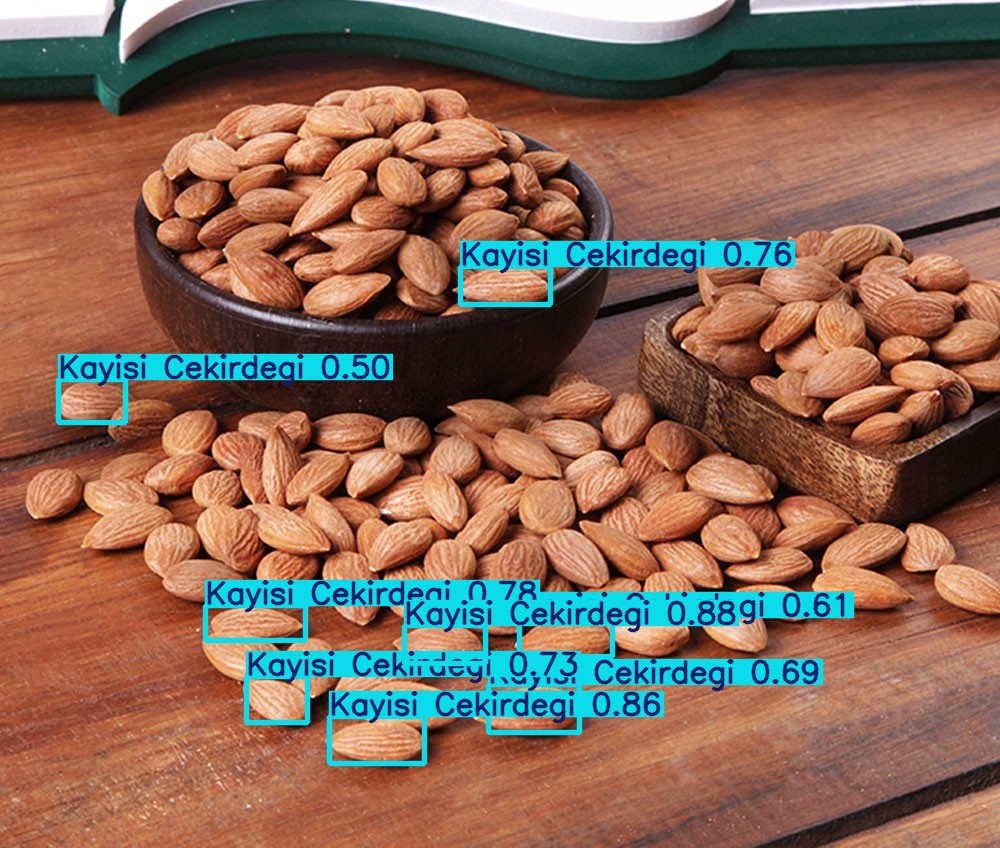 Kayisi Cekirdegi 0.76
Kayisi Cekirdegi 0.50
Kayisi Cekirdegi 0.78
gi 0.61
Kayisi Cekirdegi 0.88
Kayisi Cekirdegi 0.73
Cekirdegi 0.69
Kayisi Cekirdegi 0.86